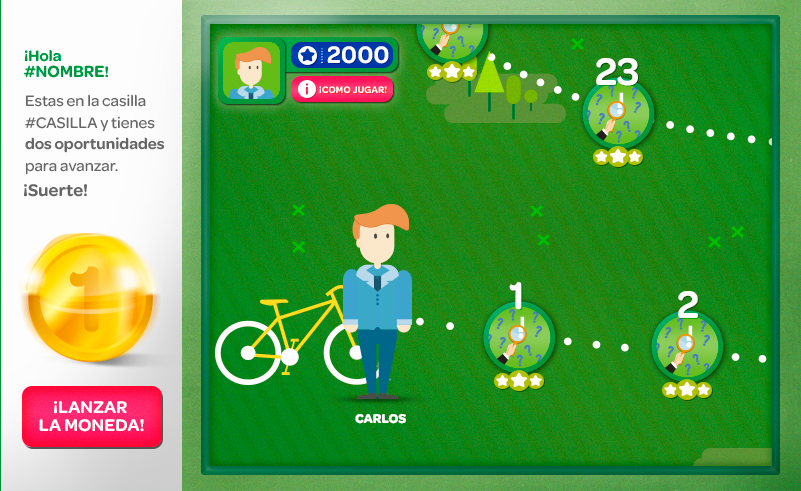 ¡Hola
#NOMBRE!
Estas en la casilla
#CASILLA y tienes
dos oportunidades
para avanzar.
¡Suerte!
1
¡LANZAR
LA MONEDA!
2000
i ¡COMO JUGAR!
23
1
2
CARLOS